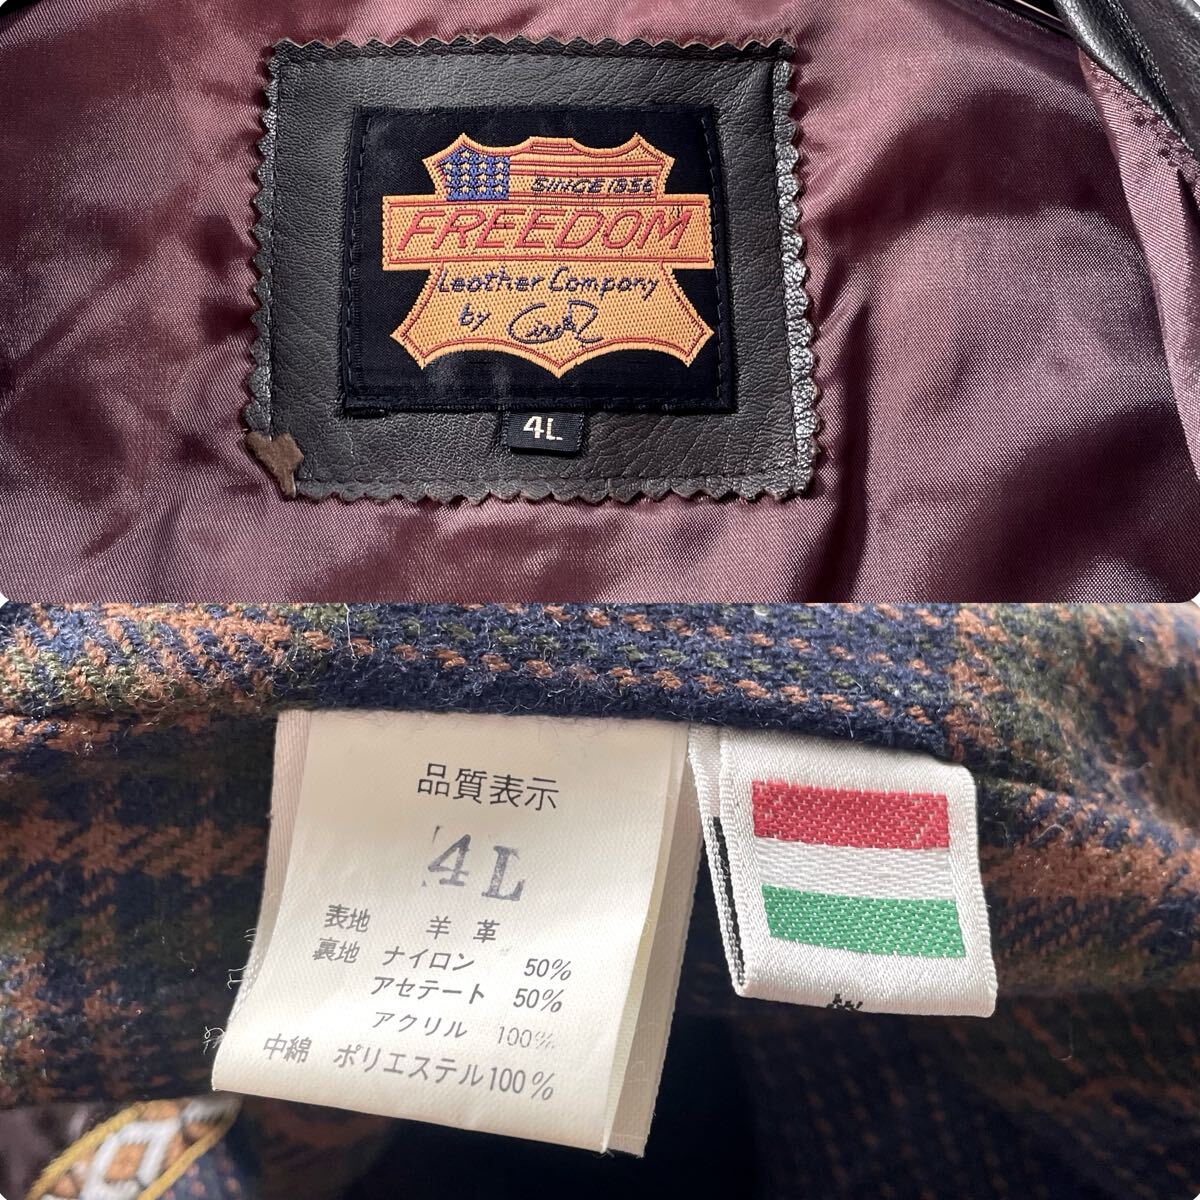 SINCE 1856
FREEDOM
Leather Company
by
4L
品質表示
4L
表地 羊革
裏地 ナイロン 50%
アセテート 50%
アクリル 100%
中綿 ポリエステル100%